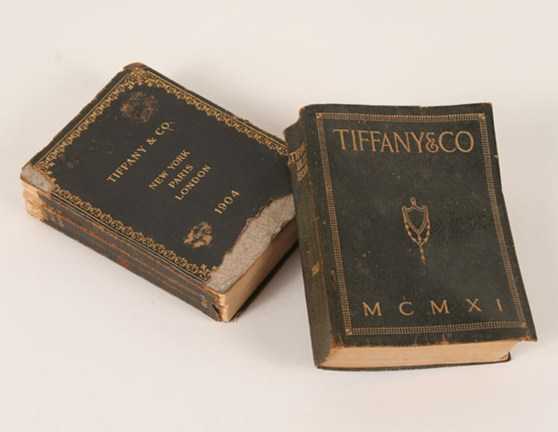 TIFFANY & CO.
NEW YORK
PARIS
LONDON
1904
TIFFANY & CO
MCMXI